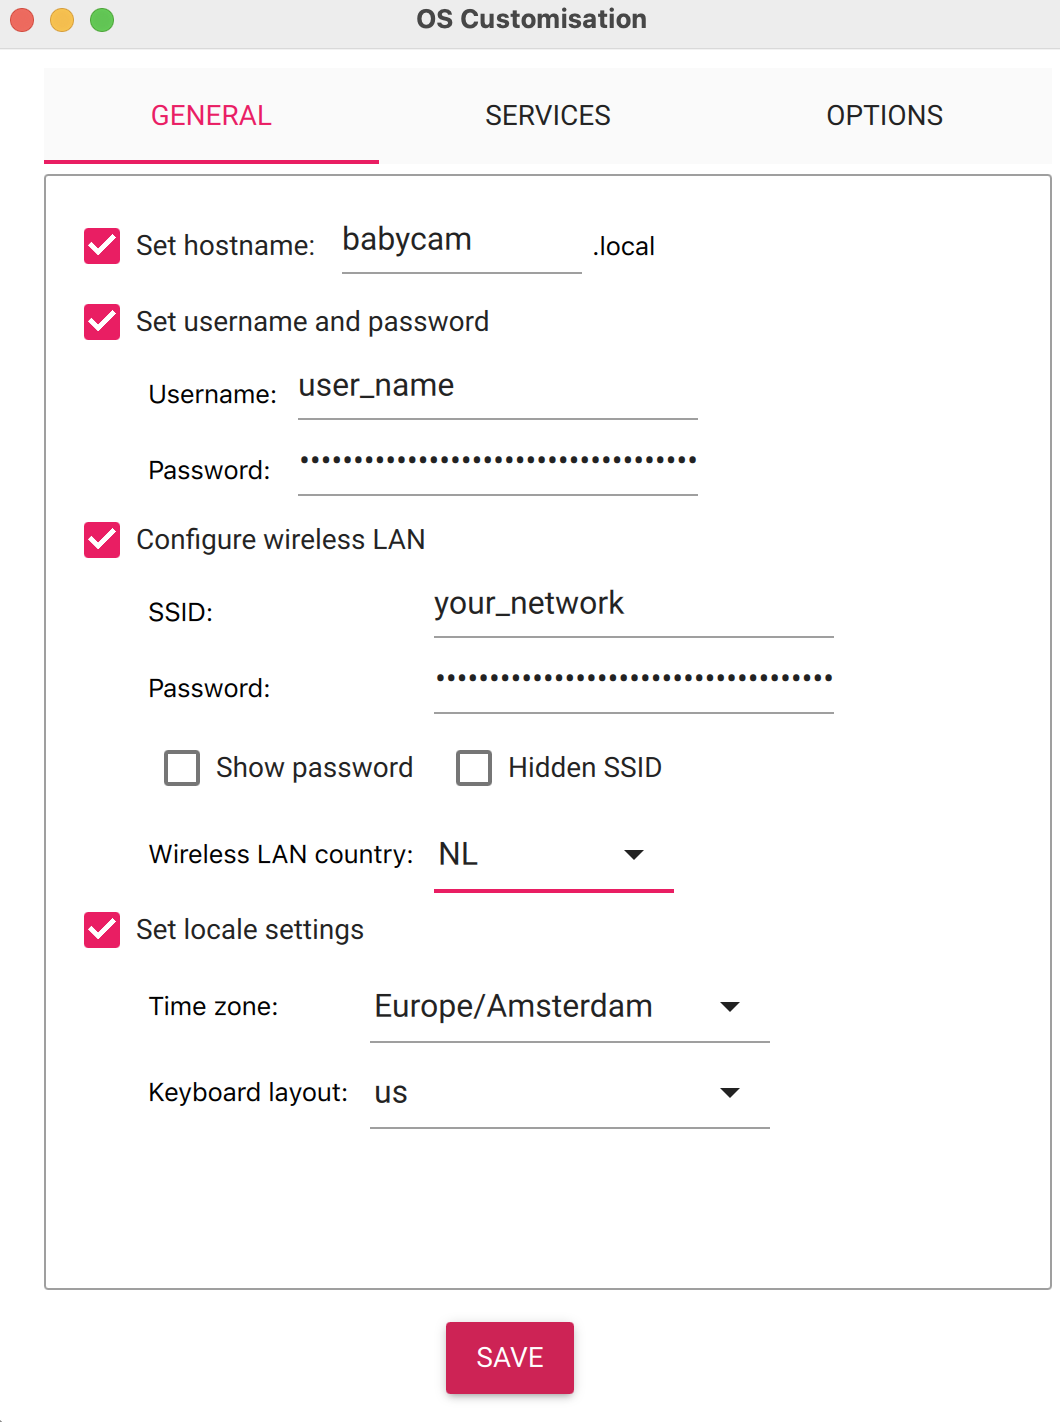 OS Customisation
GENERAL SERVICES OPTIONS
Set hostname: babycam .local
Set username and password
Username: user_name
Password: •••••••••••••••••••••••••••••••••••••
Configure wireless LAN
SSID: your_network
Password: •••••••••••••••••••••••••••••••••••••
Show password Hidden SSID
Wireless LAN country: NL
Set locale settings
Time zone: Europe/Amsterdam
Keyboard layout: us
SAVE